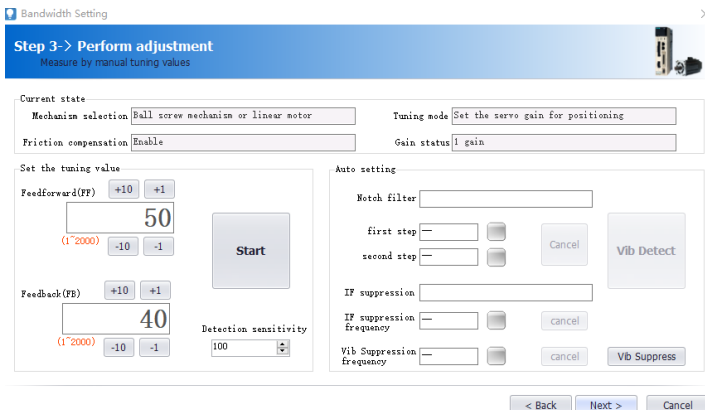 Bandwidth Setting
Step 3-> Perform adjustment
Measure by manual tuning values
Current state
Mechanism selection Ball screw mechanism or linear motor
Tuning mode Set the servo gain for positioning
Friction compensation Enable
Gain status 1 gain
Set the tuning value
Feedforward(FF) +10 +1
50
(1~2000) -10 -1
Start
Feedback(FB) +10 +1
40
(1~2000) -10 -1
Detection sensitivity
100
Auto setting
Notch filter
first step —
second step —
Cancel
Vib Detect
IF suppression
IF suppression
frequency —
cancel
Vib Suppression
frequency —
cancel
Vib Suppress
< Back Next > Cancel